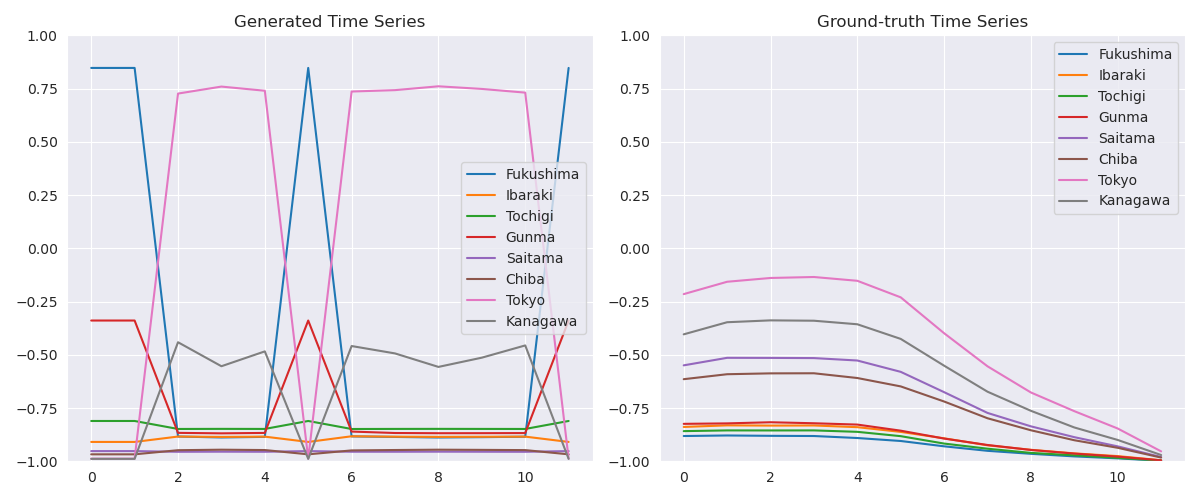 Generated Time Series
1.00
0.75
0.50
0.25
0.00
−0.25
−0.50
−0.75
−1.00
0 2 4 6 8 10
Fukushima
Ibaraki
Tochigi
Gunma
Saitama
Chiba
Tokyo
Kanagawa
Ground-truth Time Series
1.00
0.75
0.50
0.25
0.00
−0.25
−0.50
−0.75
−1.00
0 2 4 6 8 10
Fukushima
Ibaraki
Tochigi
Gunma
Saitama
Chiba
Tokyo
Kanagawa